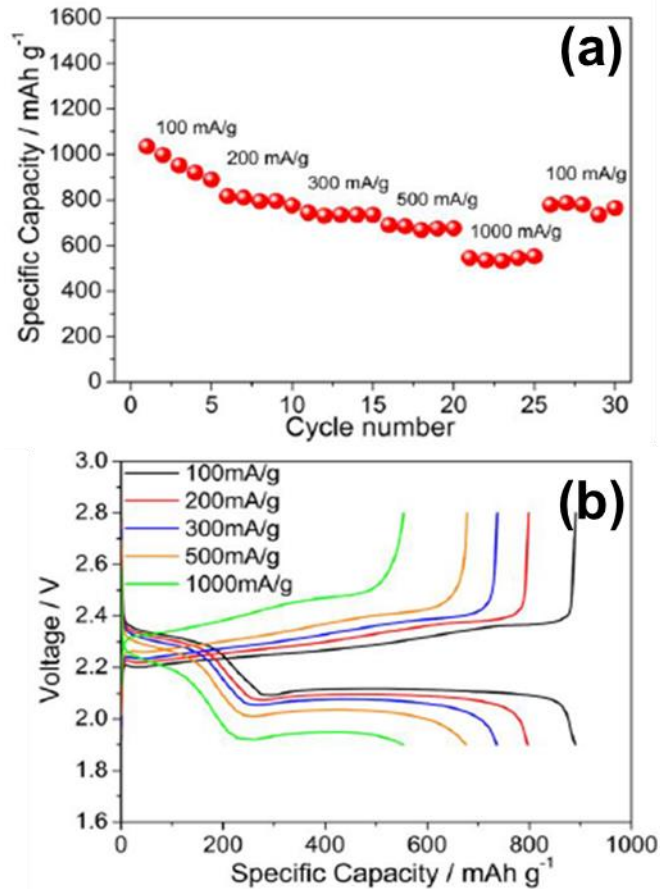 (a)
1600
1400
1200
1000
800
600
400
200
0
Specific Capacity / mAh g⁻¹
100 mA/g
200 mA/g
300 mA/g
500 mA/g
1000 mA/g
100 mA/g
0 5 10 15 20 25 30
Cycle number
(b)
3.0
2.8
2.6
2.4
2.2
2.0
1.8
1.6
Voltage / V
100mA/g
200mA/g
300mA/g
500mA/g
1000mA/g
0 200 400 600 800 1000
Specific Capacity / mAh g⁻¹